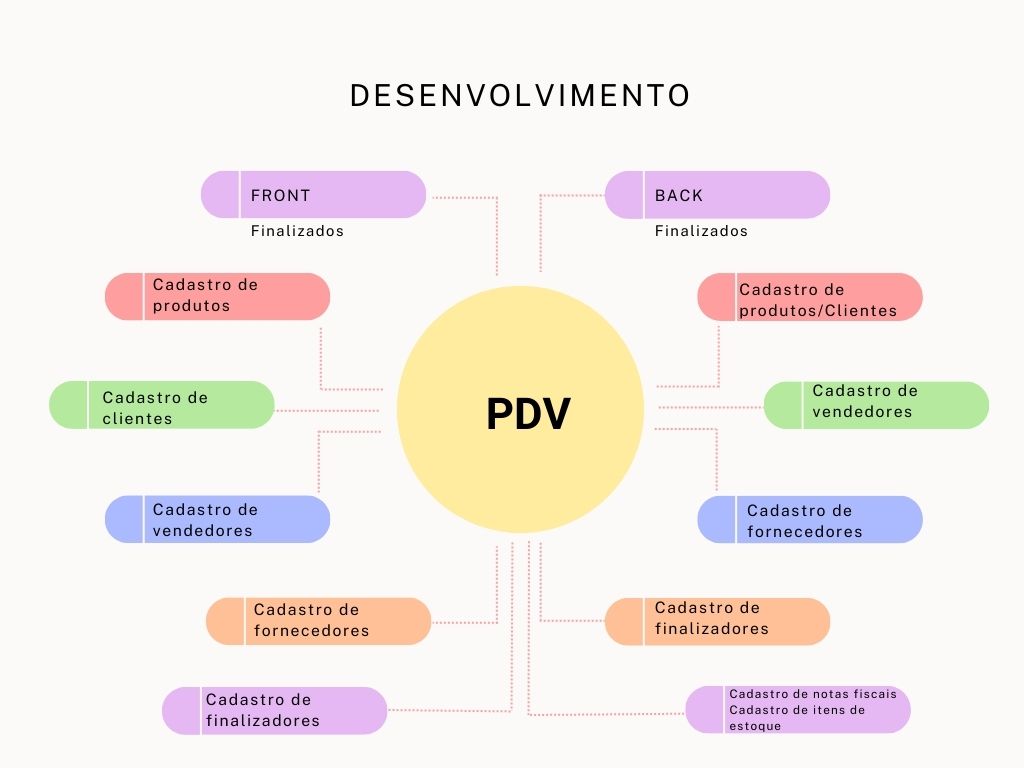 DESENVOLVIMENTO
FRONT
Finalizados
BACK
Finalizados
Cadastro de
produtos
Cadastro de
produtos/Clientes
Cadastro de
clientes
PDV
Cadastro de
vendedores
Cadastro de
vendedores
Cadastro de
fornecedores
Cadastro de
fornecedores
Cadastro de
finalizadores
Cadastro de
finalizadores
Cadastro de notas fiscais
Cadastro de itens de
estoque